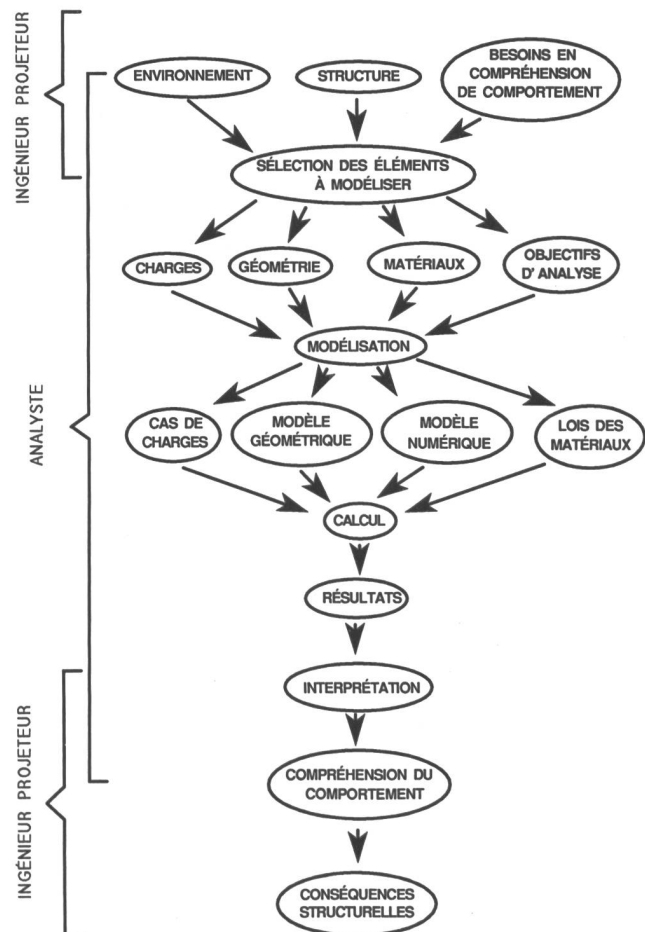 INGÉNIEUR PROJETEUR
ENVIRONNEMENT
STRUCTURE
BESOINS EN
COMPRÉHENSION
DE COMPORTEMENT
SÉLECTION DES ÉLÉMENTS
À MODÉLISER
CHARGES
GÉOMÉTRIE
MATÉRIAUX
OBJECTIFS
D' ANALYSE
MODÉLISATION
ANALYSTE
CAS DE
CHARGES
MODÈLE
GÉOMÉTRIQUE
MODÈLE
NUMÉRIQUE
LOIS DES
MATÉRIAUX
CALCUL
RÉSULTATS
INTERPRÉTATION
INGÉNIEUR PROJETEUR
COMPRÉHENSION DU
COMPORTEMENT
CONSÉQUENCES
STRUCTURELLES